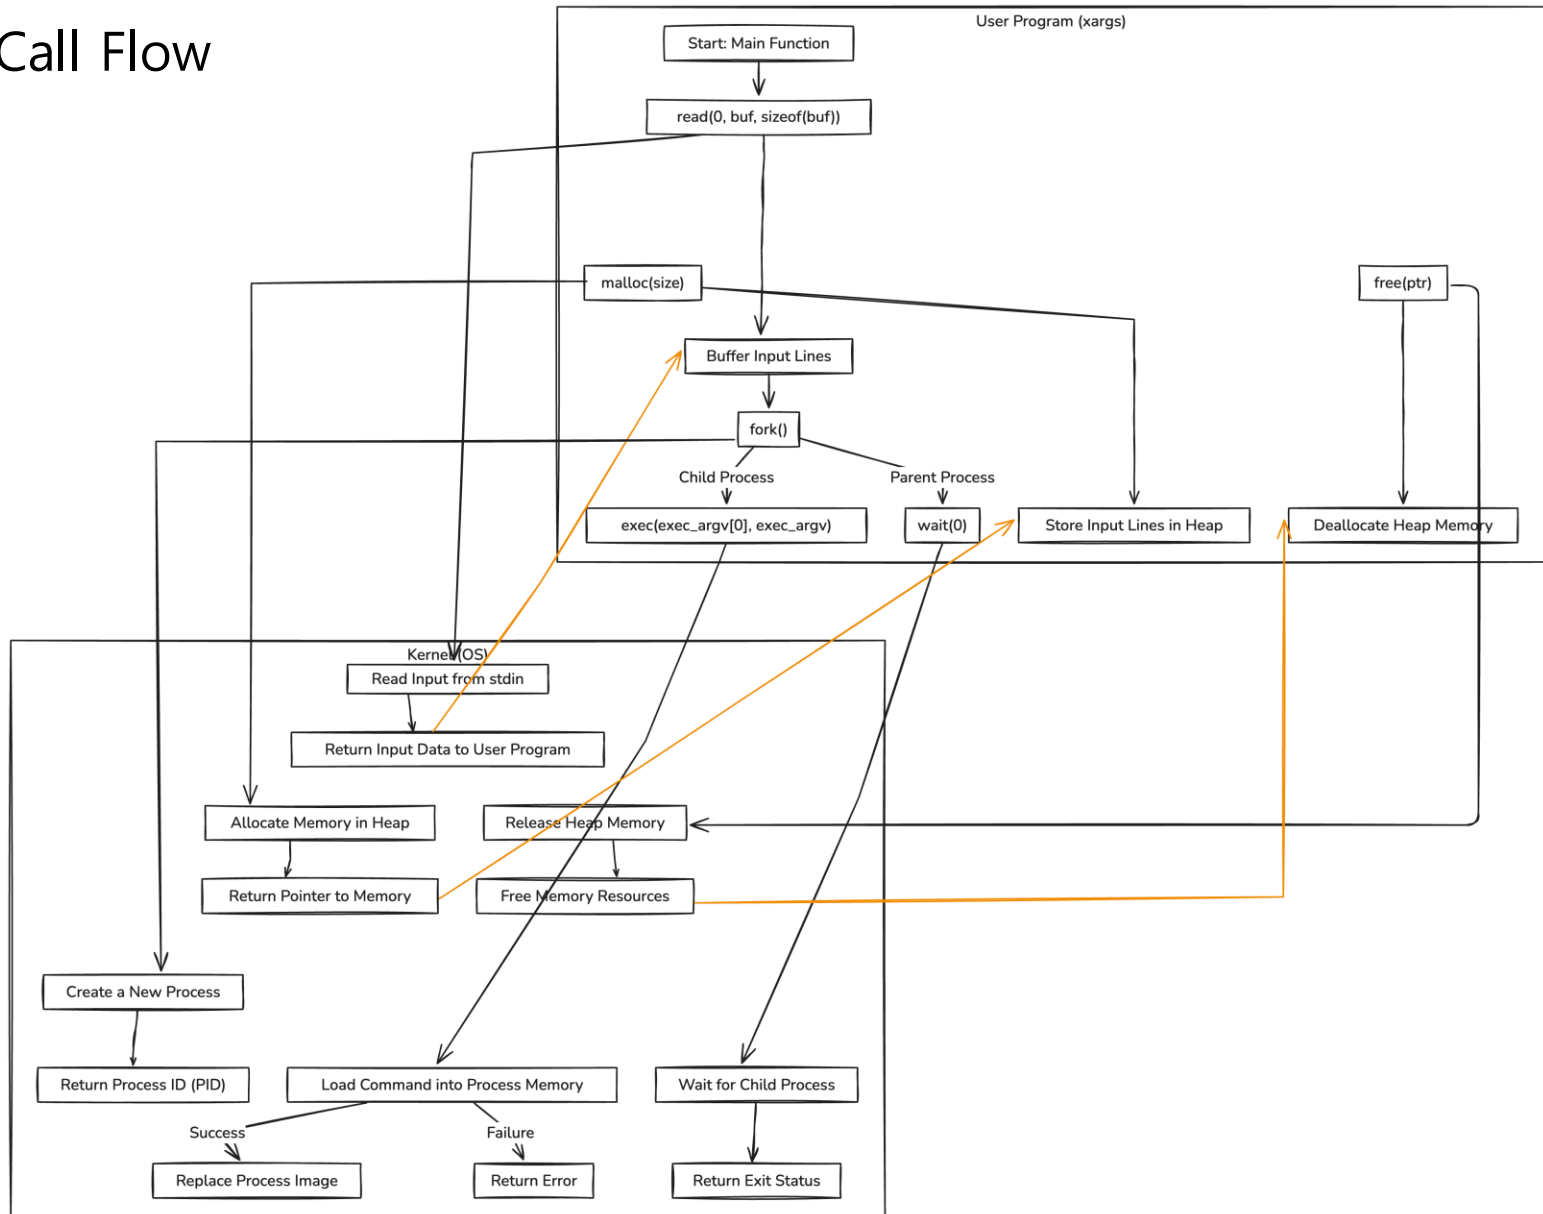 Call Flow
User Program (xargs)
Start: Main Function
read(0, buf, sizeof(buf))
malloc(size)
free(ptr)
Buffer Input Lines
fork()
Child Process
Parent Process
exec(exec_argv[0], exec_argv)
wait(0)
Store Input Lines in Heap
Deallocate Heap Memory
Kernel (OS)
Read Input from stdin
Return Input Data to User Program
Allocate Memory in Heap
Release Heap Memory
Return Pointer to Memory
Free Memory Resources
Create a New Process
Return Process ID (PID)
Load Command into Process Memory
Wait for Child Process
Success
Failure
Replace Process Image
Return Error
Return Exit Status